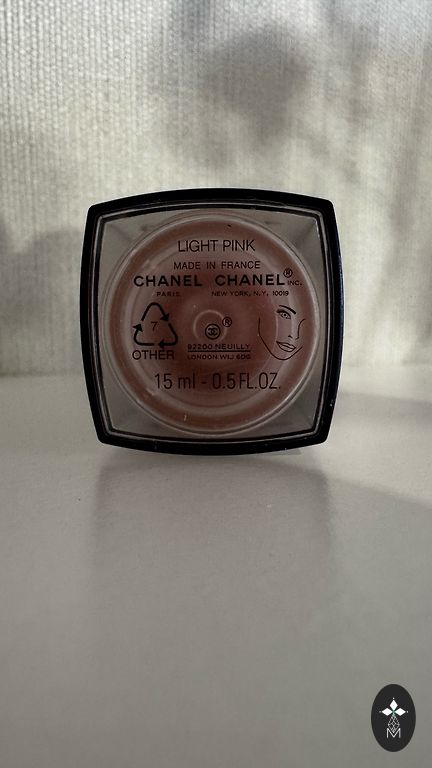 LIGHT PINK
MADE IN FRANCE
CHANEL CHANEL® INC.
PARIS NEW YORK, N.Y. 10019
7
OTHER
®
92200 NEUILLY
LONDON W1J 6DG
15 ml - 0.5 FL.OZ.
M